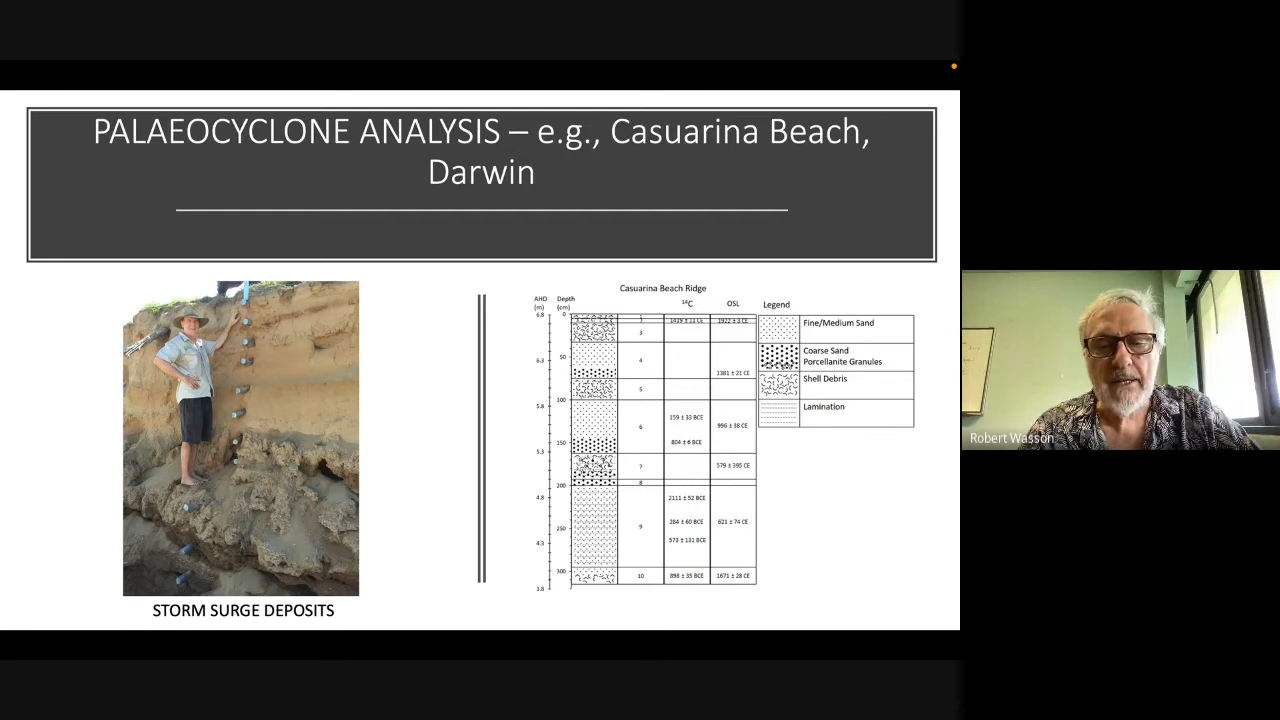 PALAEOCYCLONE ANALYSIS – e.g., Casuarina Beach,
Darwin
STORM SURGE DEPOSITS
Casuarina Beach Ridge
AHD
(m)
Depth
(cm)
14C
OSL
Legend
6.8
6.3
5.8
5.3
4.8
4.3
3.8
0
50
100
150
200
250
300
1
2
3
4
5
6
7
8
9
10
1419 ± 11 CE
159 ± 33 BCE
804 ± 6 BCE
2111 ± 52 BCE
284 ± 60 BCE
573 ± 131 BCE
898 ± 35 BCE
1922 ± 3 CE
1381 ± 21 CE
996 ± 38 CE
579 ± 395 CE
621 ± 74 CE
1671 ± 28 CE
Fine/Medium Sand
Coarse Sand
Porcellanite Granules
Shell Debris
Lamination
Robert Wasson